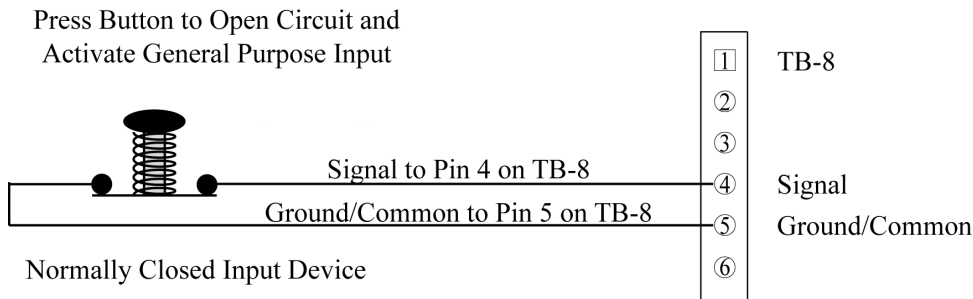 Press Button to Open Circuit and
Activate General Purpose Input
1
TB-8
2
3
Signal to Pin 4 on TB-8
4
Signal
Ground/Common to Pin 5 on TB-8
5
Ground/Common
Normally Closed Input Device
6